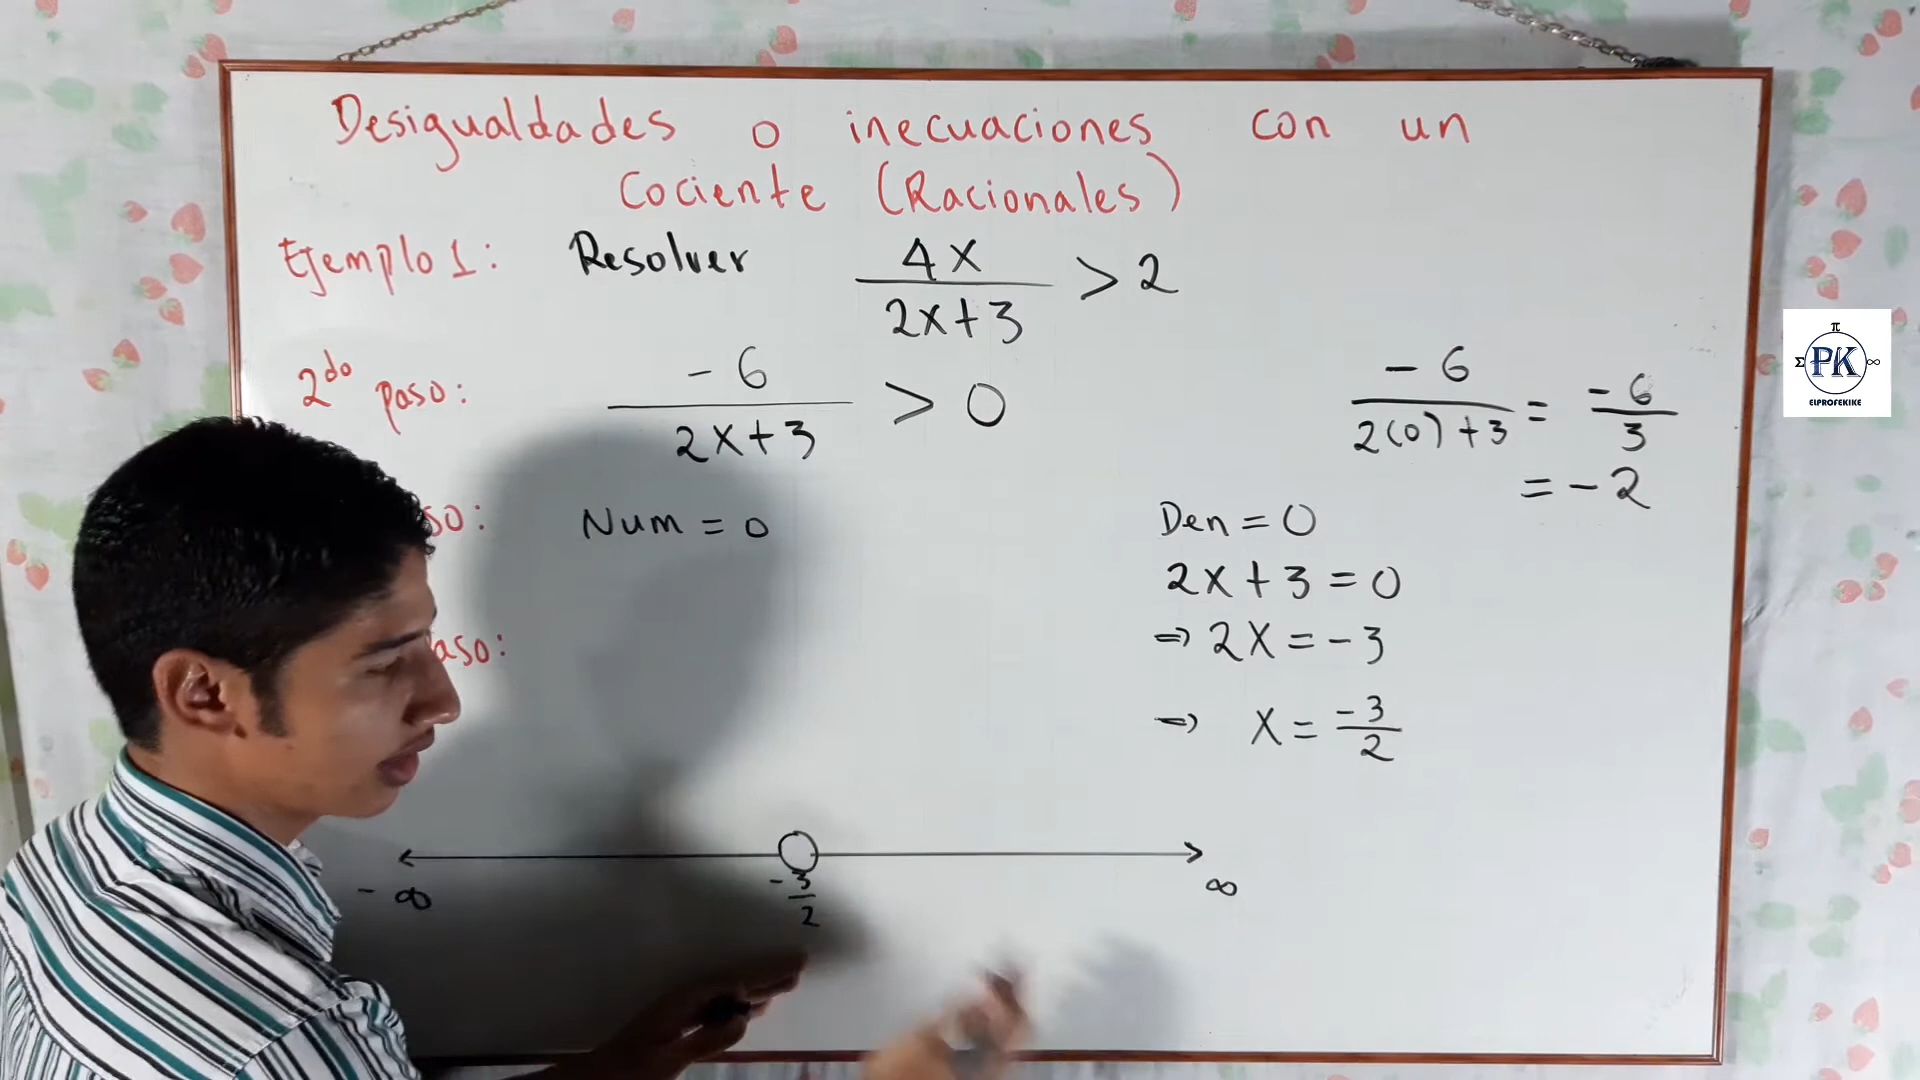 Desigualdades o inecuaciones con un
Cociente (Racionales)
Ejemplo 1: Resolver 4x/2x+3 > 2
2do paso: -6/2x+3 > 0
-6/2(0)+3 = -6/3
= -2
Num = 0
Den = 0
2x+3 = 0
⇒ 2x = -3
⇒ x = -3/2
-∞ -3/2 ∞
π
Σ PK ∞
ELPROFEKIKE